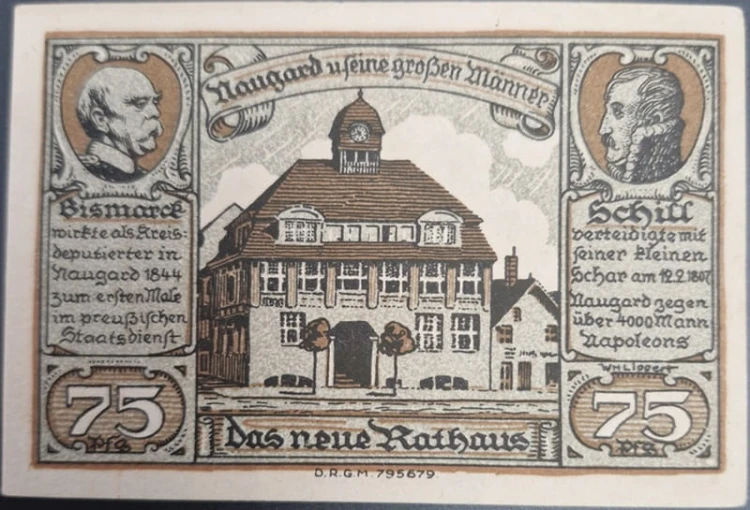 Naugard u seine großen Männer
Bismarck
wirkte als Kreis=
deputierter in
Naugard 1844
zum ersten Male
im preußischen
Staatsdienst
Schill
verteidigte mit
seiner kleinen
Schar am 12.2.1807
Naugard gegen
über 4000 Mann
Napoleons
WHLippert
75
Pfg
Das neue Rathaus
75
Pfg
D.R.G.M. 795679.